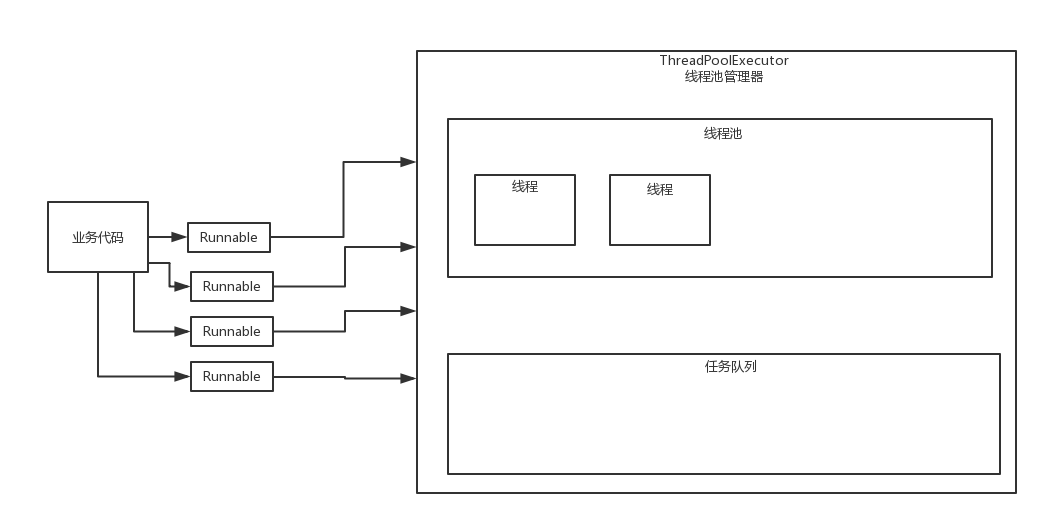 ThreadPoolExecutor
线程池管理器
线程池
线程
线程
业务代码
Runnable
Runnable
Runnable
Runnable
任务队列